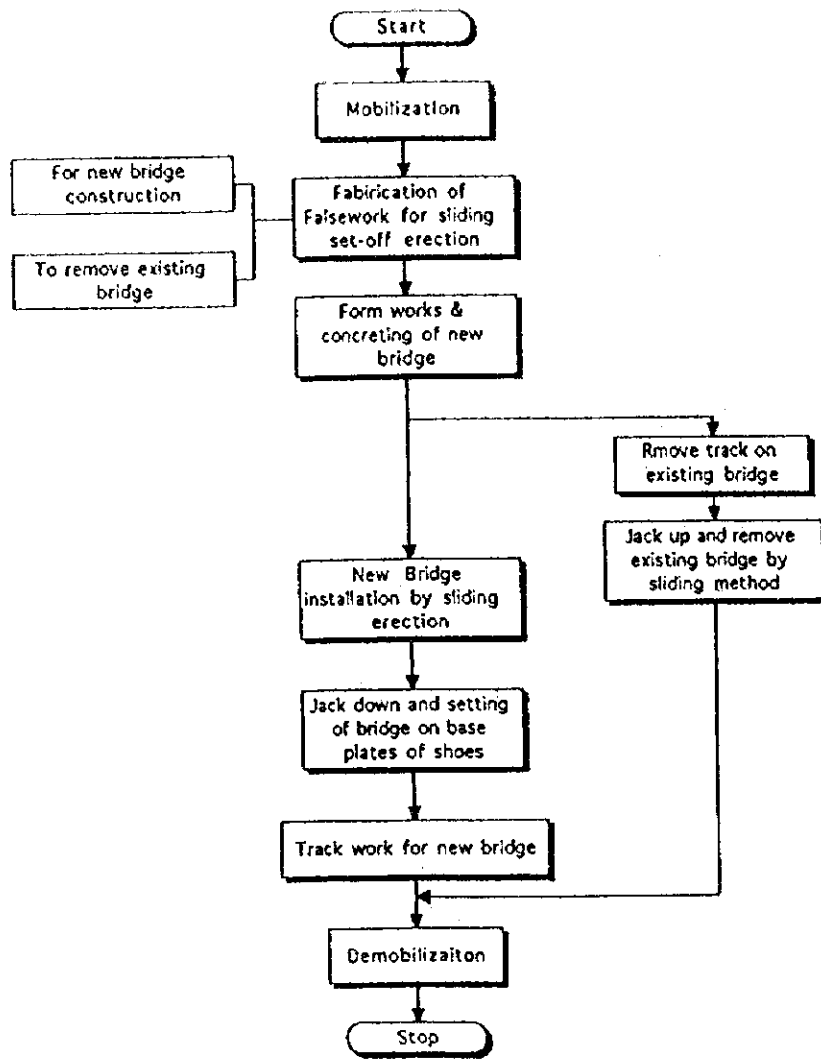 Start
Mobilization
For new bridge
construction
To remove existing
bridge
Fabirication of
Falsework for sliding
set-off erection
Form works &
concreting of new
bridge
Rmove track on
existing bridge
Jack up and remove
existing bridge by
sliding method
New Bridge
installation by sliding
erection
Jack down and setting
of bridge on base
plates of shoes
Track work for new bridge
Demobilizaiton
Stop